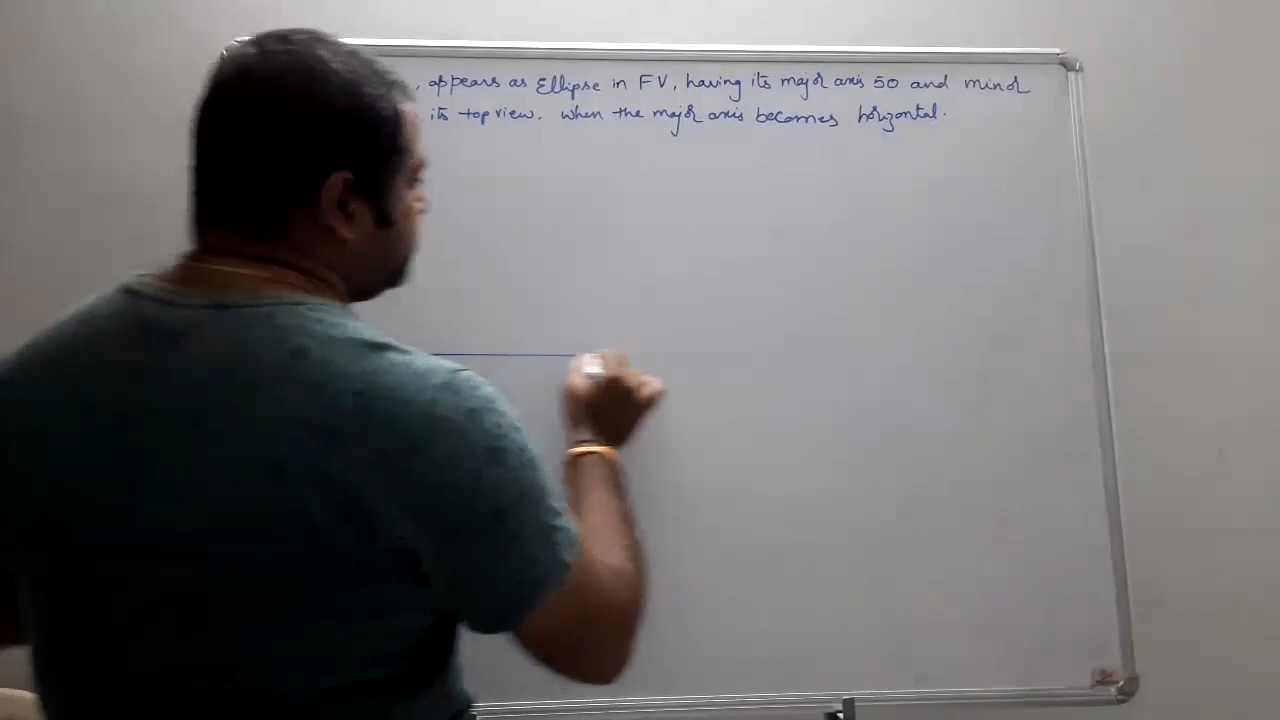 , appears as Ellipse in FV, having its major axis 50 and minor
its top view. when the major axis becomes horizontal.